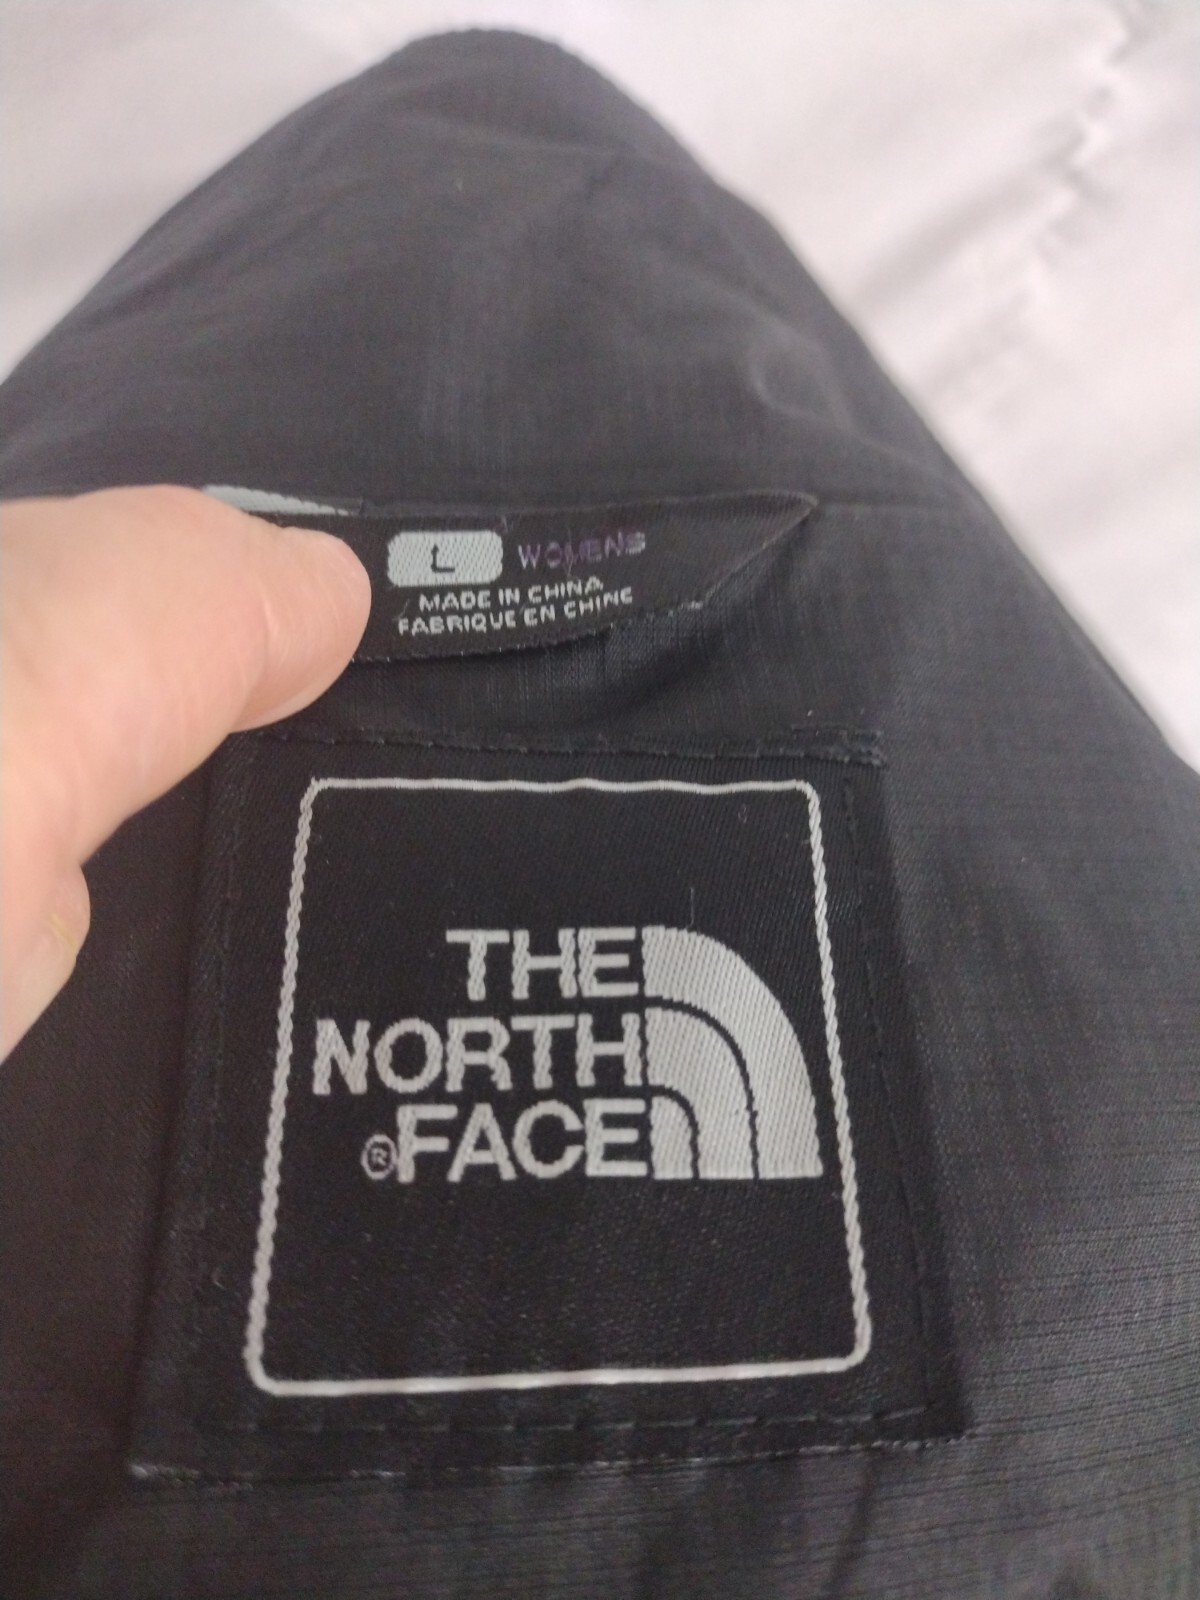 L WOMENS
MADE IN CHINA
FABRIQUE EN CHINE
THE
NORTH
®FACE